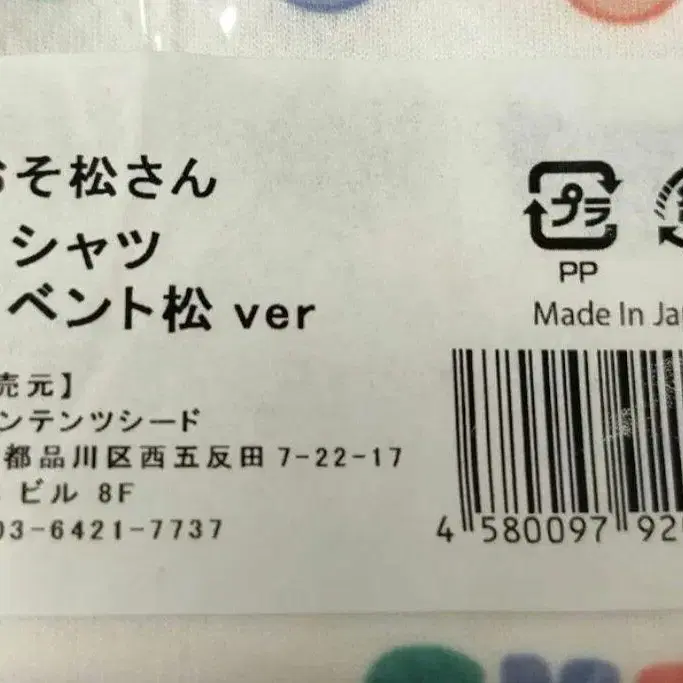 おそ松さん
シャツ
ベント松 ver
売元】
ンテンツシード
都品川区西五反田 7-22-17
ビル 8F
03-6421-7737
プラ
PP
Made In Ja
4 580097 92